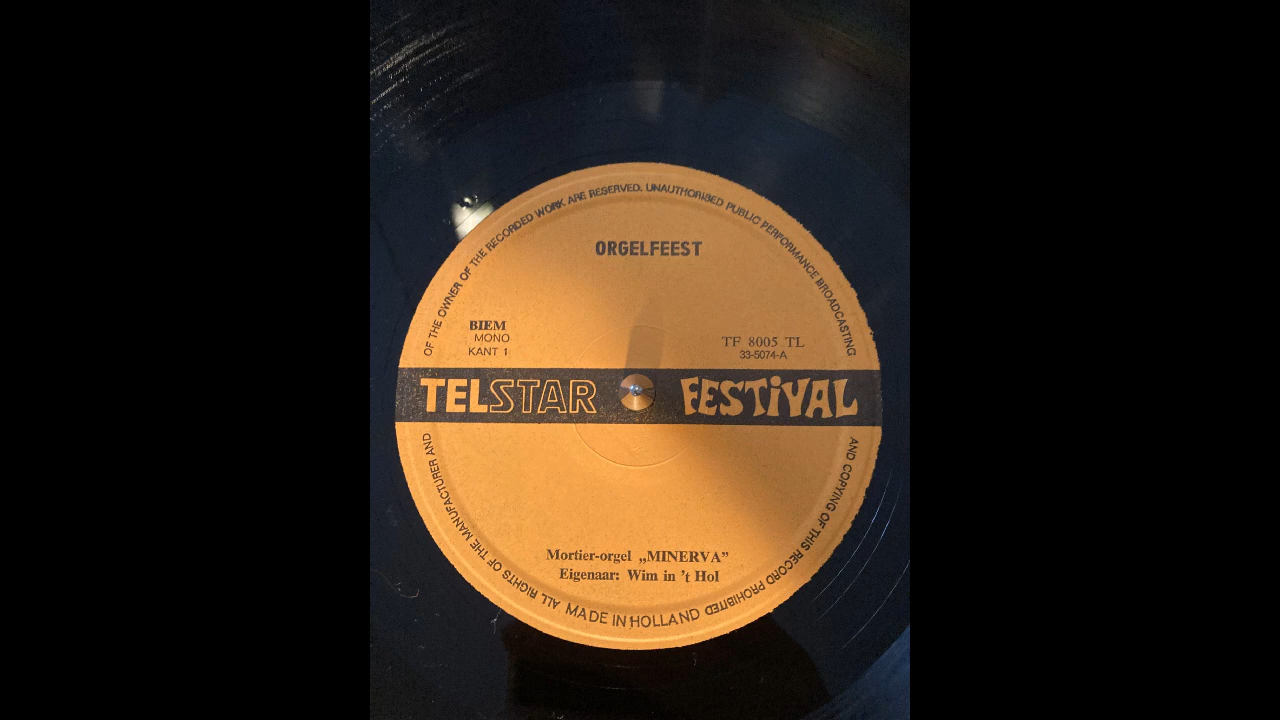 ORGELFEEST
BIEM
MONO
KANT 1
TF 8005 TL
33-5074-A
TELSTAR FESTiVAL
Mortier-orgel „MINERVA”
Eigenaar: Wim in 't Hol
MADE IN HOLLAND
ALL RIGHTS OF THE MANUFACTURER AND OF THE OWNER OF THE RECORDED WORK ARE RESERVED. UNAUTHORISED PUBLIC PERFORMANCE BROADCASTING AND COPYING OF THIS RECORD PROHIBITED